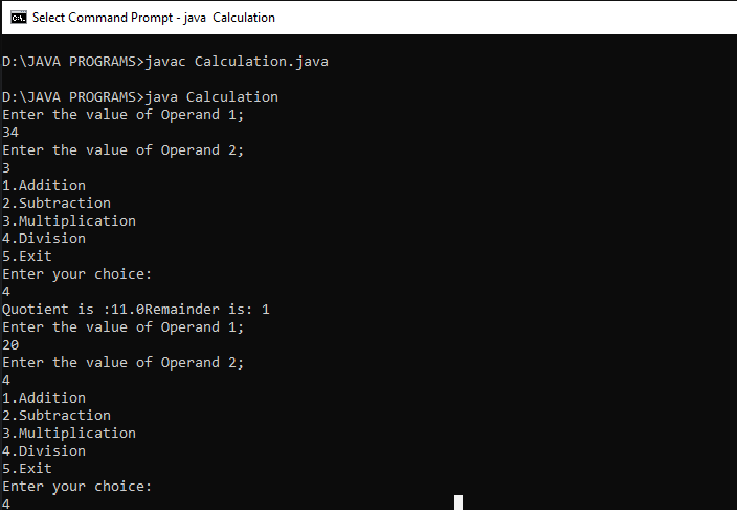 Select Command Prompt - java  Calculation
D:\JAVA PROGRAMS>javac Calculation.java
D:\JAVA PROGRAMS>java Calculation
Enter the value of Operand 1;
34
Enter the value of Operand 2;
3
1.Addition
2.Subtraction
3.Multiplication
4.Division
5.Exit
Enter your choice:
4
Quotient is :11.0Remainder is: 1
Enter the value of Operand 1;
20
Enter the value of Operand 2;
4
1.Addition
2.Subtraction
3.Multiplication
4.Division
5.Exit
Enter your choice:
4